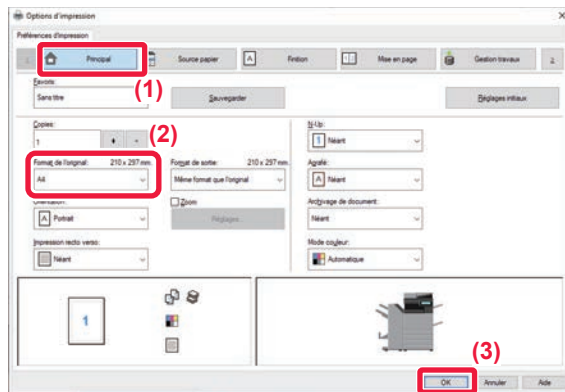 Options d'impression
Préférences d'impression
Principal
Source papier
Finition
Mise en page
Gestion travaux
Favoris:
Sans titre
(1)
Sauvegarder
Réglages initiaux
Copies:
1
+
-
(2)
N-Up:
1 Néant
Format de l'original:
210 x 297 mm.
A4
Format de sortie:
210 x 297 mm.
Même format que l'original
Agrafé:
A Néant
Orientation:
A Portrait
Zoom:
Réglages...
Archivage de document:
Néant
Impression recto verso:
Néant
Mode couleur:
Automatique
1
(3)
OK
Annuler
Aide